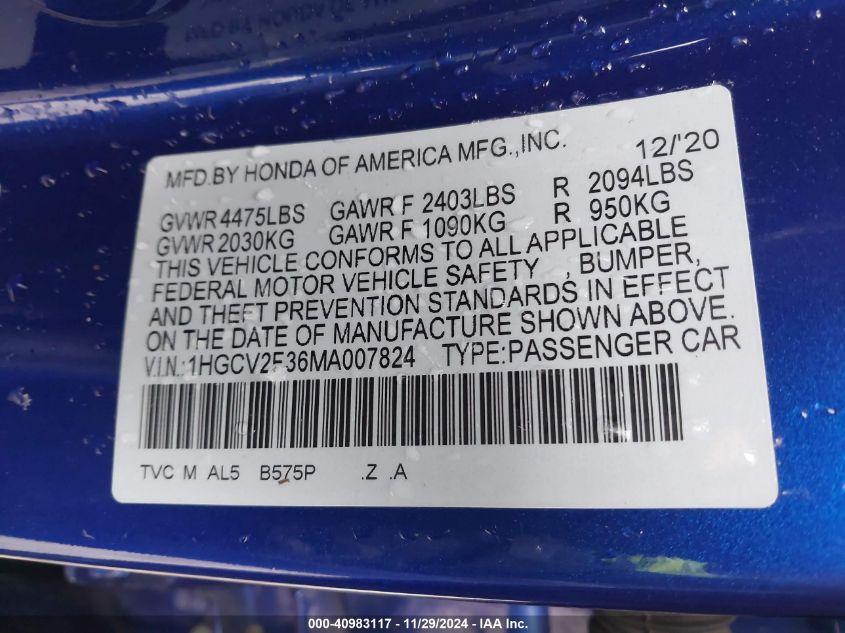 MFD.BY HONDA OF AMERICA MFG.,INC. 12/'20
GVWR 4475LBS GAWR F 2403LBS R 2094LBS
GVWR 2030KG GAWR F 1090KG R 950KG
THIS VEHICLE CONFORMS TO ALL APPLICABLE
FEDERAL MOTOR VEHICLE SAFETY , BUMPER,
AND THEFT PREVENTION STANDARDS IN EFFECT
ON THE DATE OF MANUFACTURE SHOWN ABOVE.
V.I.N.:1HGCV2F36MA007824 TYPE:PASSENGER CAR
TVC M AL5 B575P .Z .A
000-40983117 - 11/29/2024 - IAAI.COM